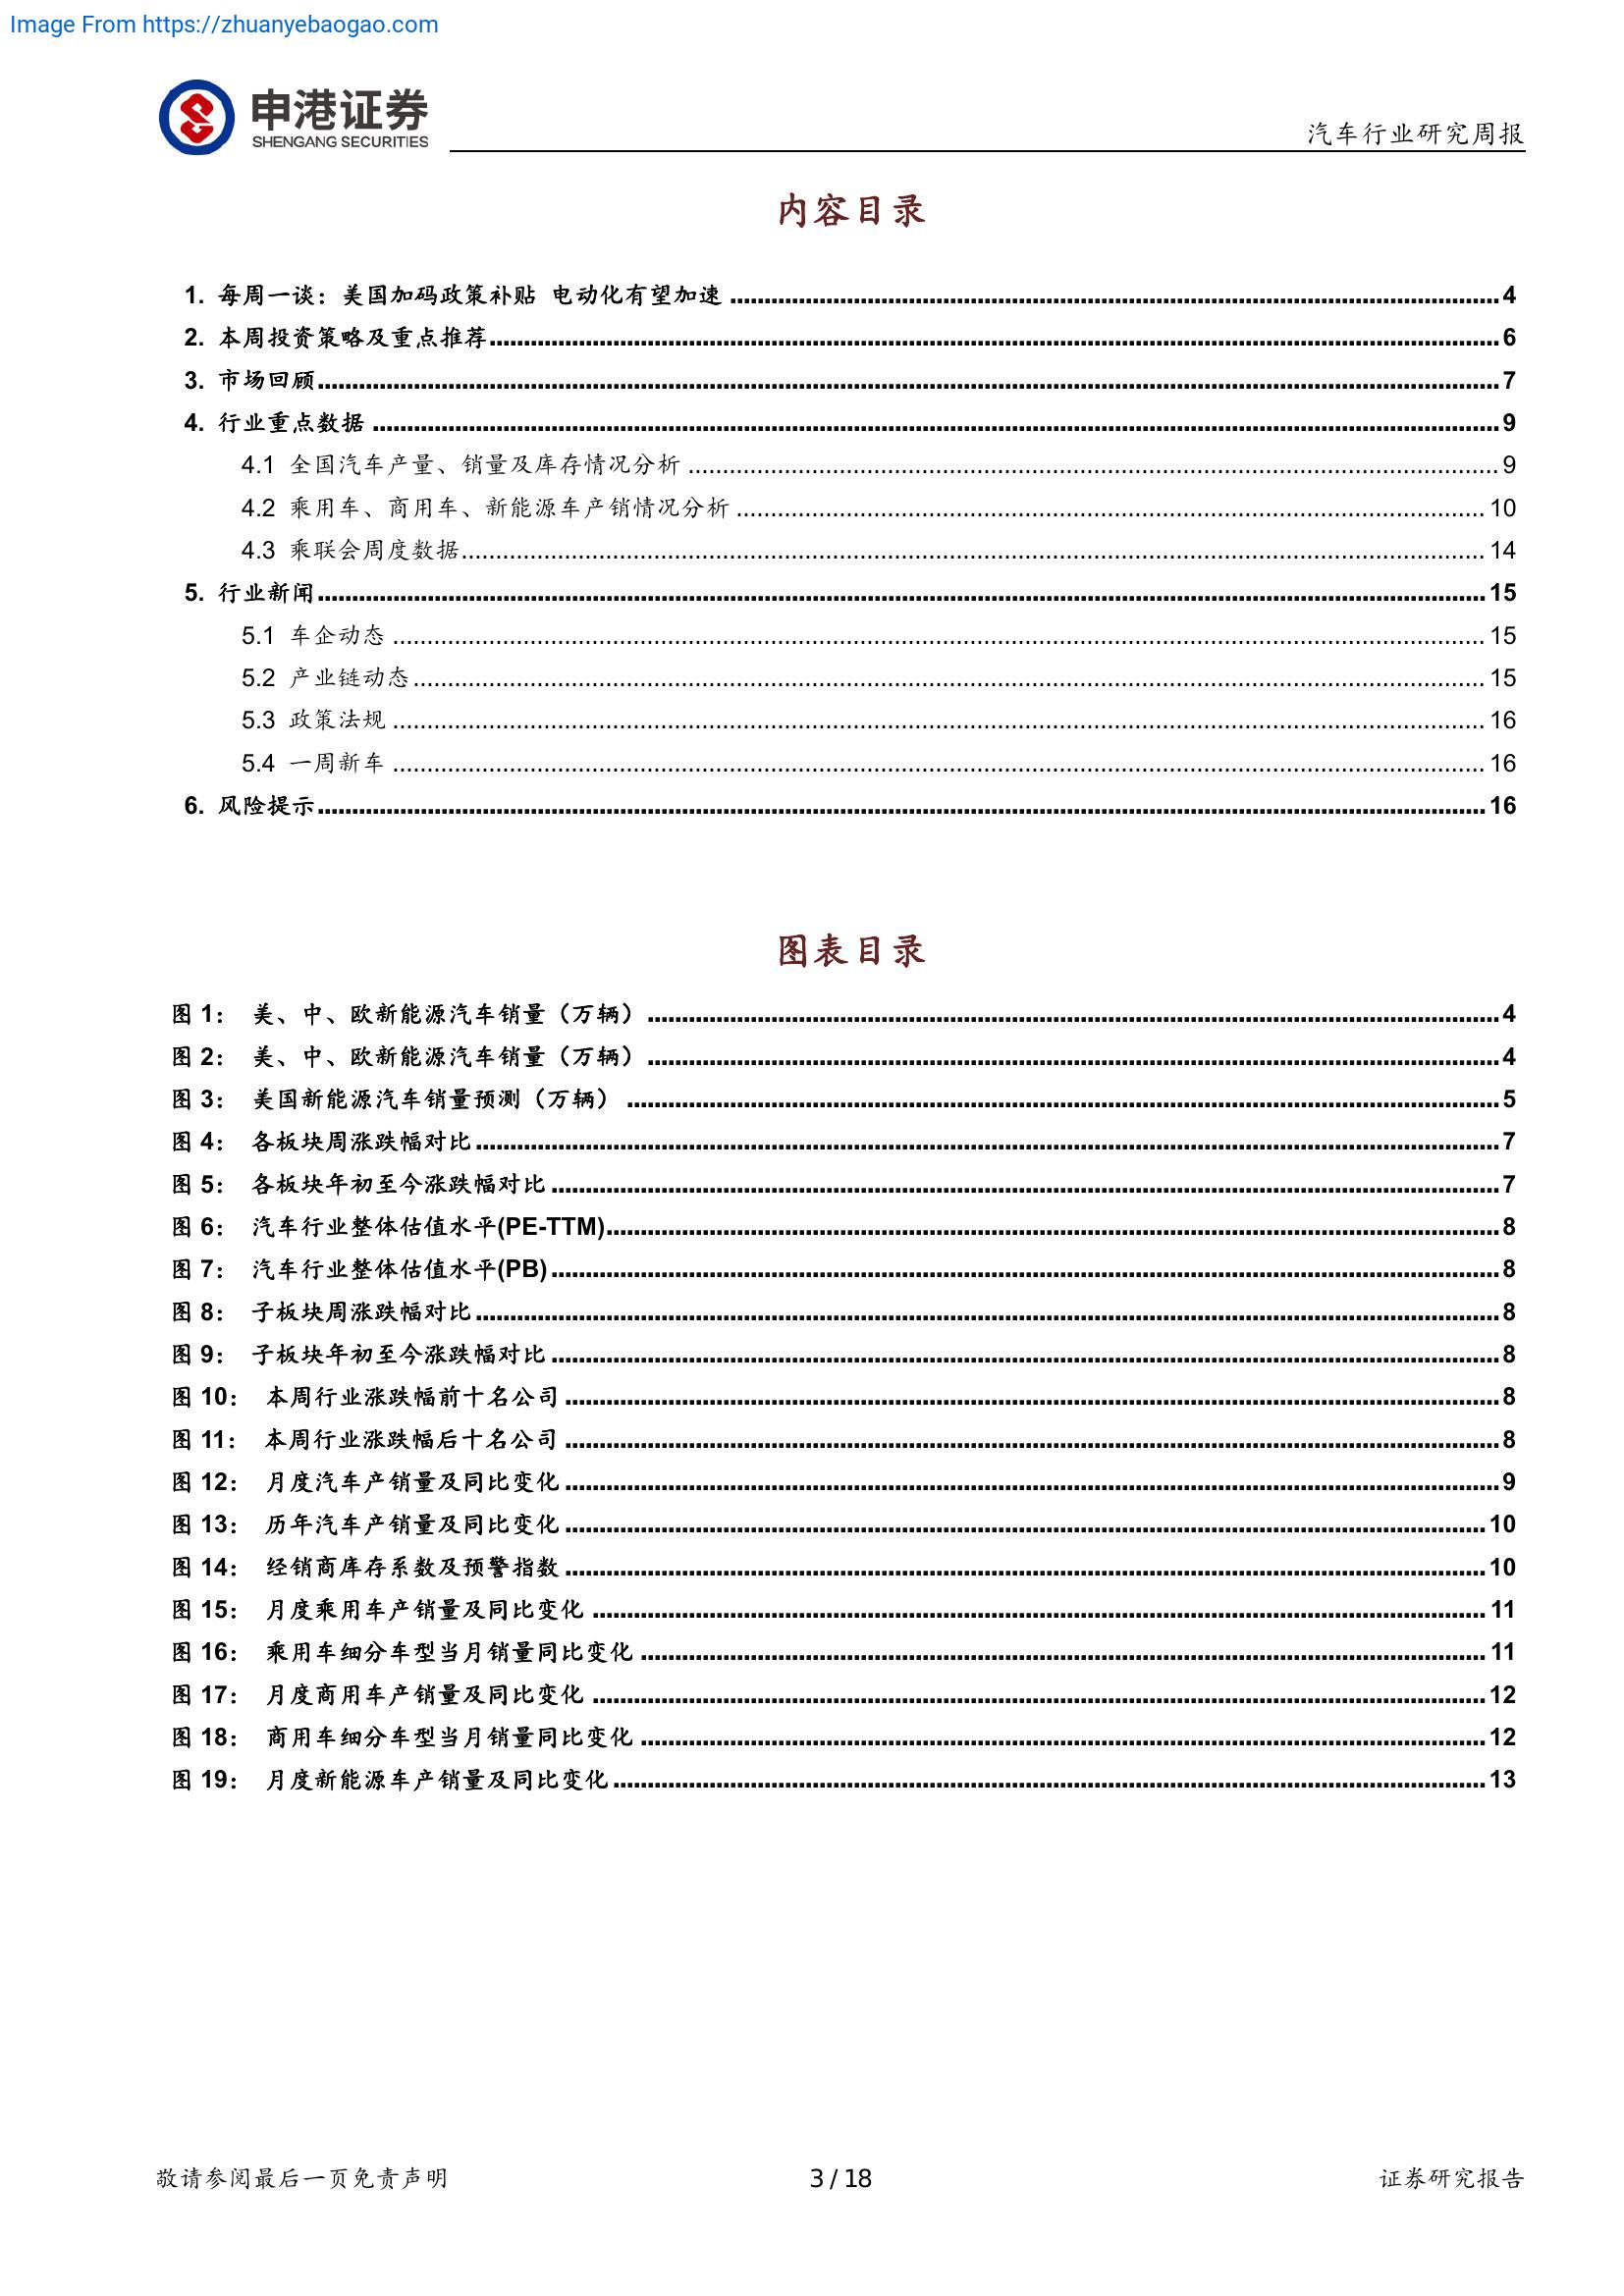 Image From https://zhuanyebaogao.com
申港证券
SHENGANG SECURITIES
汽车行业研究周报
内容目录
1. 每周一谈：美国加码政策补贴 电动化有望加速 4
2. 本周投资策略及重点推荐 6
3. 市场回顾 7
4. 行业重点数据 9
4.1 全国汽车产量、销量及库存情况分析 9
4.2 乘用车、商用车、新能源车产销情况分析 10
4.3 乘联会周度数据 14
5. 行业新闻 15
5.1 车企动态 15
5.2 产业链动态 15
5.3 政策法规 16
5.4 一周新车 16
6. 风险提示 16
图表目录
图 1： 美、中、欧新能源汽车销量（万辆） 4
图 2： 美、中、欧新能源汽车销量（万辆） 4
图 3： 美国新能源汽车销量预测（万辆） 5
图 4： 各板块周涨跌幅对比 7
图 5： 各板块年初至今涨跌幅对比 7
图 6： 汽车行业整体估值水平(PE-TTM) 8
图 7： 汽车行业整体估值水平(PB) 8
图 8： 子板块周涨跌幅对比 8
图 9： 子板块年初至今涨跌幅对比 8
图 10： 本周行业涨跌幅前十名公司 8
图 11： 本周行业涨跌幅后十名公司 8
图 12： 月度汽车产销量及同比变化 9
图 13： 历年汽车产销量及同比变化 10
图 14： 经销商库存系数及预警指数 10
图 15： 月度乘用车产销量及同比变化 11
图 16： 乘用车细分车型当月销量同比变化 11
图 17： 月度商用车产销量及同比变化 12
图 18： 商用车细分车型当月销量同比变化 12
图 19： 月度新能源车产销量及同比变化 13
敬请参阅最后一页免责声明
3 / 18
证券研究报告